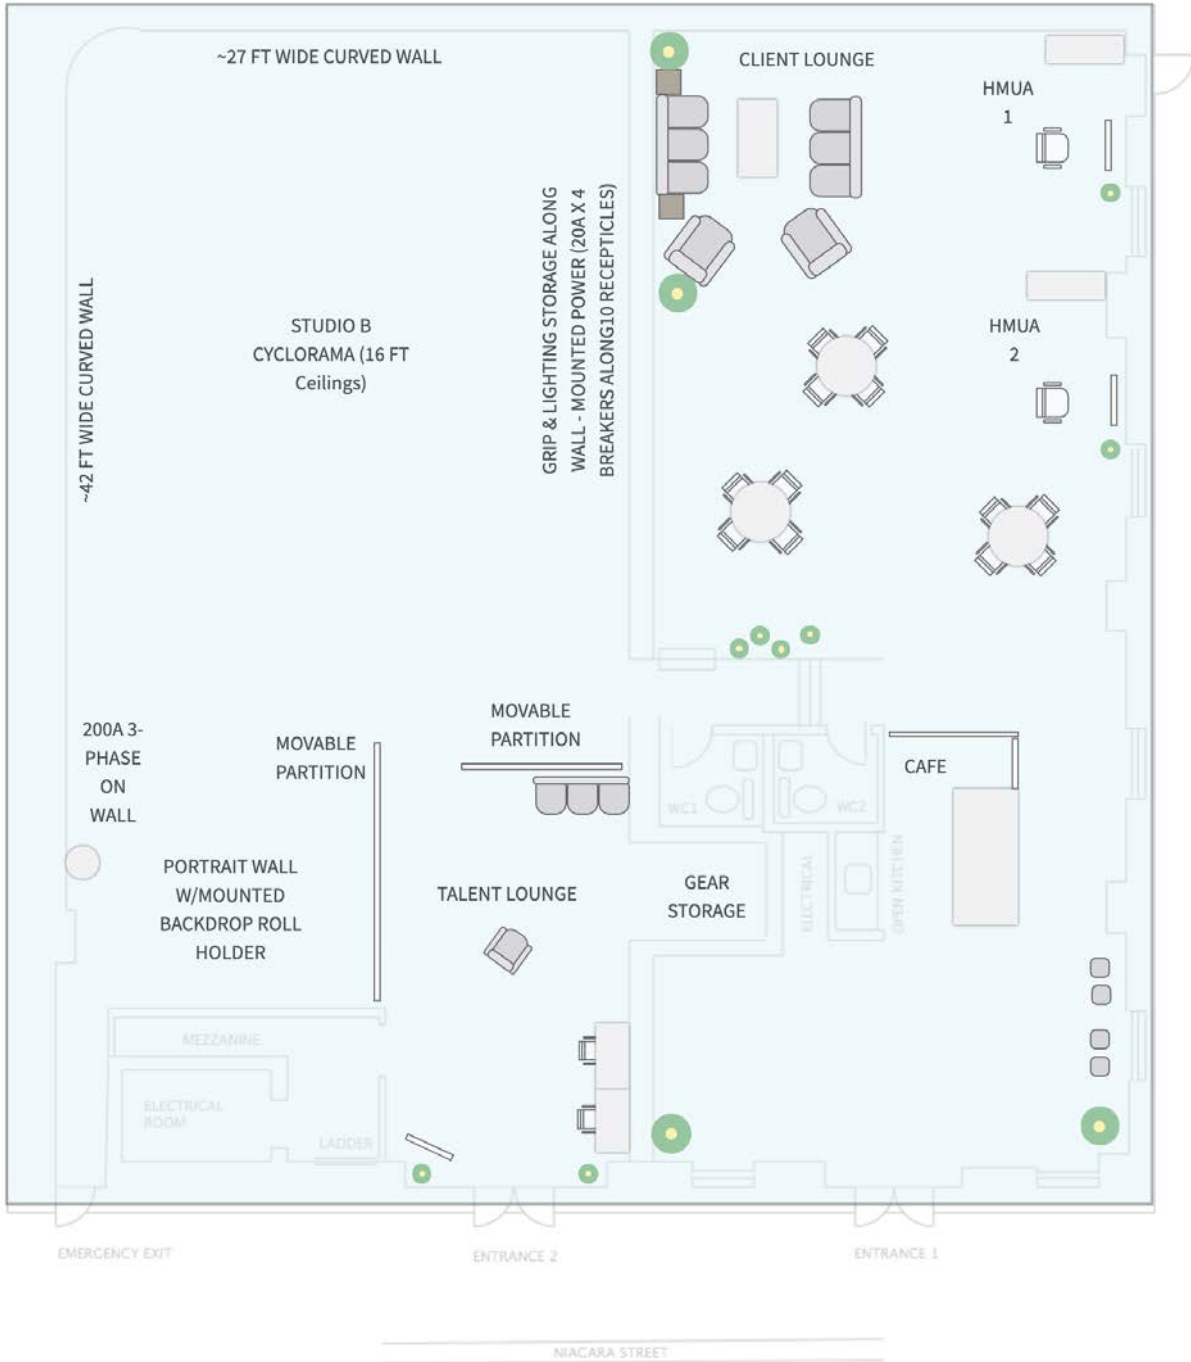 ~27 FT WIDE CURVED WALL
CLIENT LOUNGE
HMUA
1
GRIP & LIGHTING STORAGE ALONG
WALL - MOUNTED POWER (20A X 4
BREAKERS ALONG10 RECEPTICLES)
~42 FT WIDE CURVED WALL
STUDIO B
CYCLORAMA (16 FT
Ceilings)
HMUA
2
200A 3-
PHASE
ON
WALL
MOVABLE
PARTITION
MOVABLE
PARTITION
CAFE
WC1
WC2
PORTRAIT WALL
W/MOUNTED
BACKDROP ROLL
HOLDER
TALENT LOUNGE
GEAR
STORAGE
ELECTRICAL
OPEN KITCHEN
MEZZANINE
ELECTRICAL
ROOM
LADDER
EMERGENCY EXIT
ENTRANCE 2
ENTRANCE 1
NIAGARA STREET